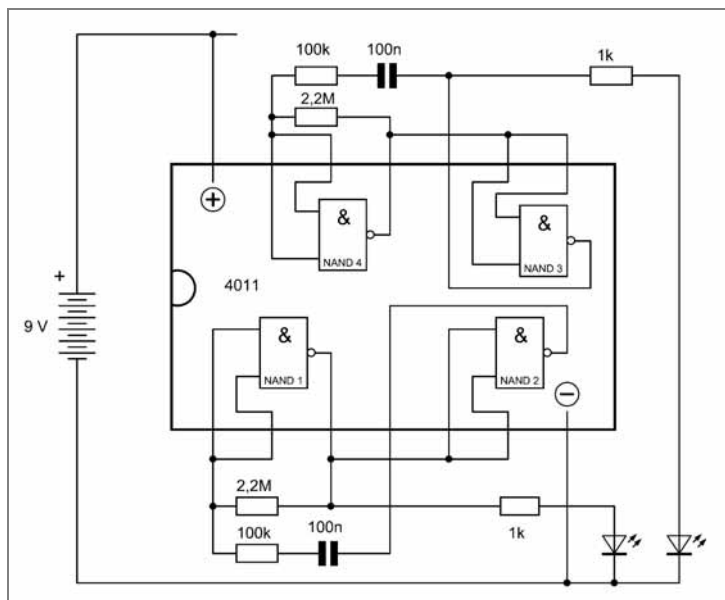 100k
100n
1k
2,2M
+
&
NAND 4
&
NAND 3
+
9 V
4011
&
NAND 1
&
NAND 2
−
2,2M
100k
100n
1k